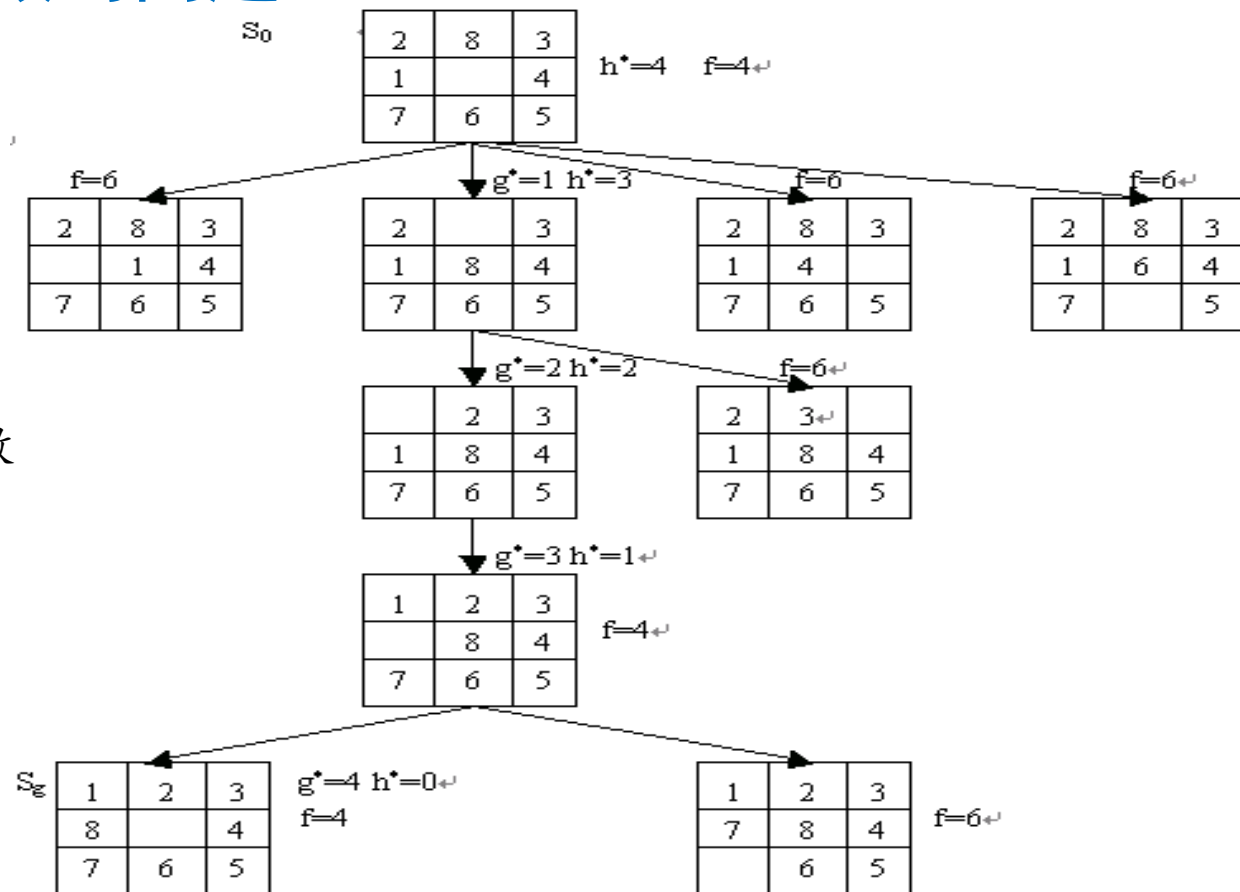 S₀
2 8 3
1 4
7 6 5
h*=4 f=4↵
f=6
g*=1 h*=3
f=6
f=6↵
2 8 3
1 4
7 6 5
2 3
1 8 4
7 6 5
2 8 3
1 4
7 6 5
2 8 3
1 6 4
7 5
g*=2 h*=2
f=6↵
2 3
1 8 4
7 6 5
2 3↵
1 8 4
7 6 5
数
g*=3 h*=1↵
1 2 3
8 4
7 6 5
f=4↵
S_g
1 2 3
8 4
7 6 5
g*=4 h*=0↵
f=4
1 2 3
7 8 4
6 5
f=6↵